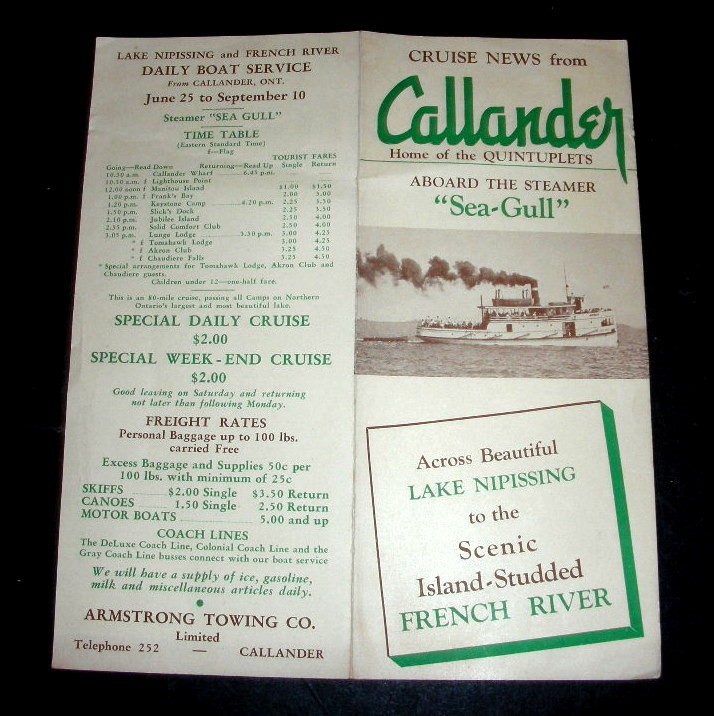 LAKE NIPISSING and FRENCH RIVER
DAILY BOAT SERVICE
From CALLANDER, ONT.
June 25 to September 10
Steamer "SEA GULL"
TIME TABLE
(Eastern Standard Time)
f—Flag
TOURIST FARES
Going—Read Down Returning—Read Up Single Return
10.30 a.m. Callander Wharf 6.45 p.m.
10.50 a.m. f Lighthouse Point
12.00 noon f Manitou Island $1.00 $1.50
1.00 p.m. f Frank's Bay 2.00 3.00
1.20 p.m. Keystone Camp 4.20 p.m. 2.25 3.50
1.50 p.m. Slick's Dock 2.25 3.50
2.10 p.m. Jubilee Island 2.50 4.00
2.35 p.m. Solid Comfort Club 2.50 4.00
3.05 p.m. Lunge Lodge 3.30 p.m. 3.00 4.25
* f Tomahawk Lodge 3.00 4.25
* f Akron Club 3.25 4.50
* f Chaudiere Falls 3.25 4.50
* Special arrangements for Tomahawk Lodge, Akron Club and
Chaudiere guests.
Children under 12—one-half fare.
This is an 80-mile cruise, passing all Camps on Northern
Ontario's largest and most beautiful lake.
SPECIAL DAILY CRUISE
$2.00
SPECIAL WEEK-END CRUISE
$2.00
Good leaving on Saturday and returning
not later than following Monday.
FREIGHT RATES
Personal Baggage up to 100 lbs.
carried Free
Excess Baggage and Supplies 50c per
100 lbs. with minimum of 25c
SKIFFS $2.00 Single $3.50 Return
CANOES 1.50 Single 2.50 Return
MOTOR BOATS 5.00 and up
COACH LINES
The DeLuxe Coach Line, Colonial Coach Line and the
Gray Coach Line busses connect with our boat service
We will have a supply of ice, gasoline,
milk and miscellaneous articles daily.
ARMSTRONG TOWING CO.
Limited
Telephone 252 — CALLANDER
CRUISE NEWS from
Callander
Home of the QUINTUPLETS
ABOARD THE STEAMER
"Sea-Gull"
Across Beautiful
LAKE NIPISSING
to the
Scenic
Island-Studded
FRENCH RIVER